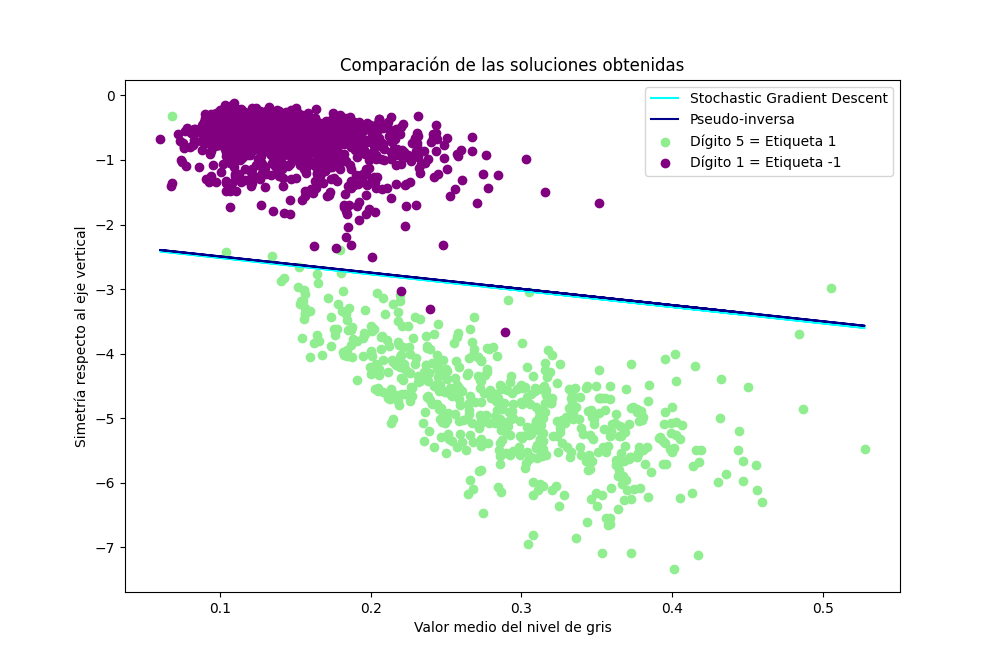 Comparación de las soluciones obtenidas
Stochastic Gradient Descent
Pseudo-inversa
Dígito 5 = Etiqueta 1
Dígito 1 = Etiqueta -1
Simetría respecto al eje vertical
0
−1
−2
−3
−4
−5
−6
−7
0.1 0.2 0.3 0.4 0.5
Valor medio del nivel de gris